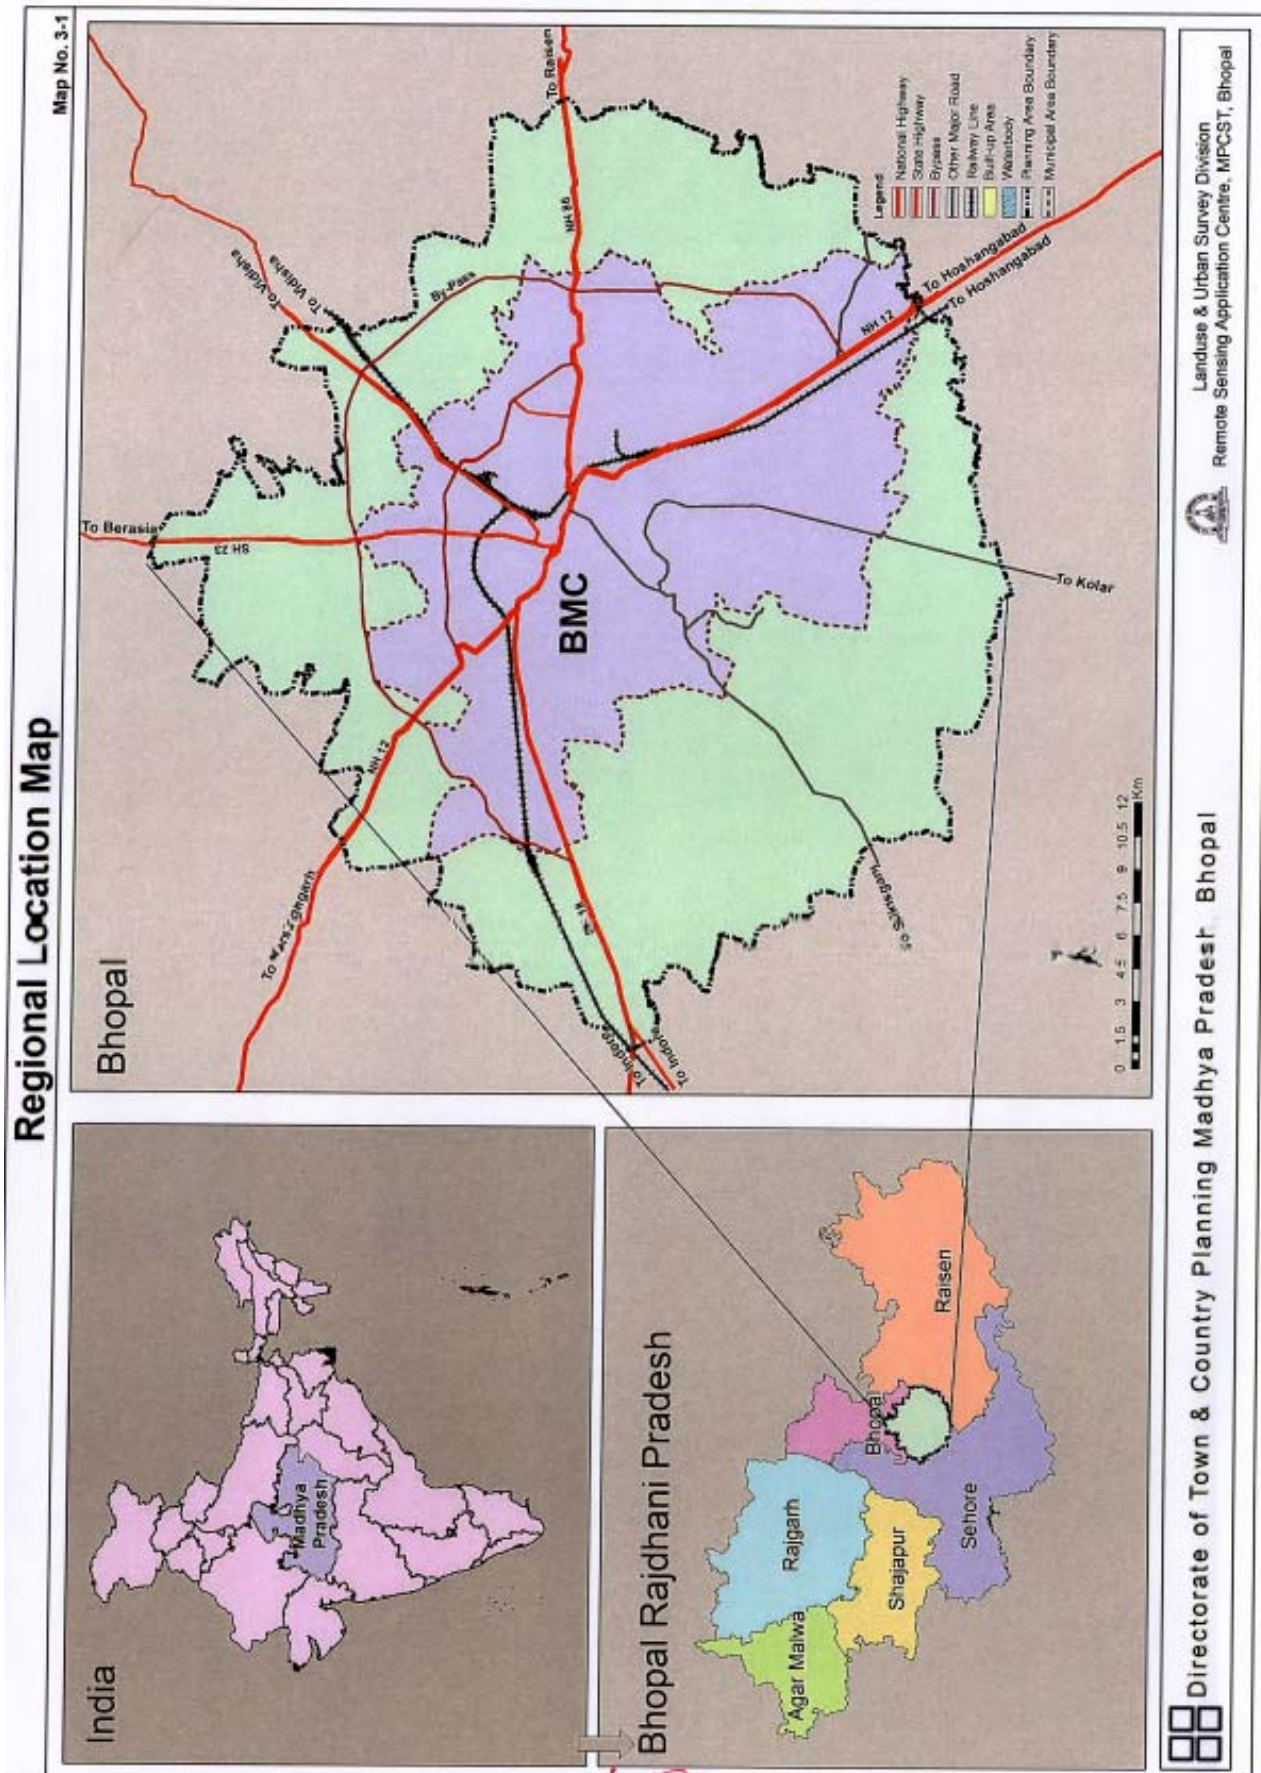 Regional Location Map
Map No. 3-1
India
Madhya
Pradesh
Bhopal Rajdhani Pradesh
Agar Malwa
Rajgarh
Shajapur
Sehore
Bhopal
Raisen
Bhopal
To Berasia
SH 23
To Vidisha
To Vidisha
By-Pass
To Raisen
NH 86
NH 12
BMC
NH 12
To Hoshangabad
To Hoshangabad
To Kolar
To Indore
To Indore
Legend
National Highway
State Highway
Bypass
Other Major Road
Railway Line
Built-up Area
Waterbody
Planning Area Boundary
Municipal Area Boundary
0 1.5 3 4.5 6 7.5 9 10.5 12
Km
Directorate of Town & Country Planning Madhya Pradesh Bhopal
Landuse & Urban Survey Division
Remote Sensing Application Centre, MPCST, Bhopal